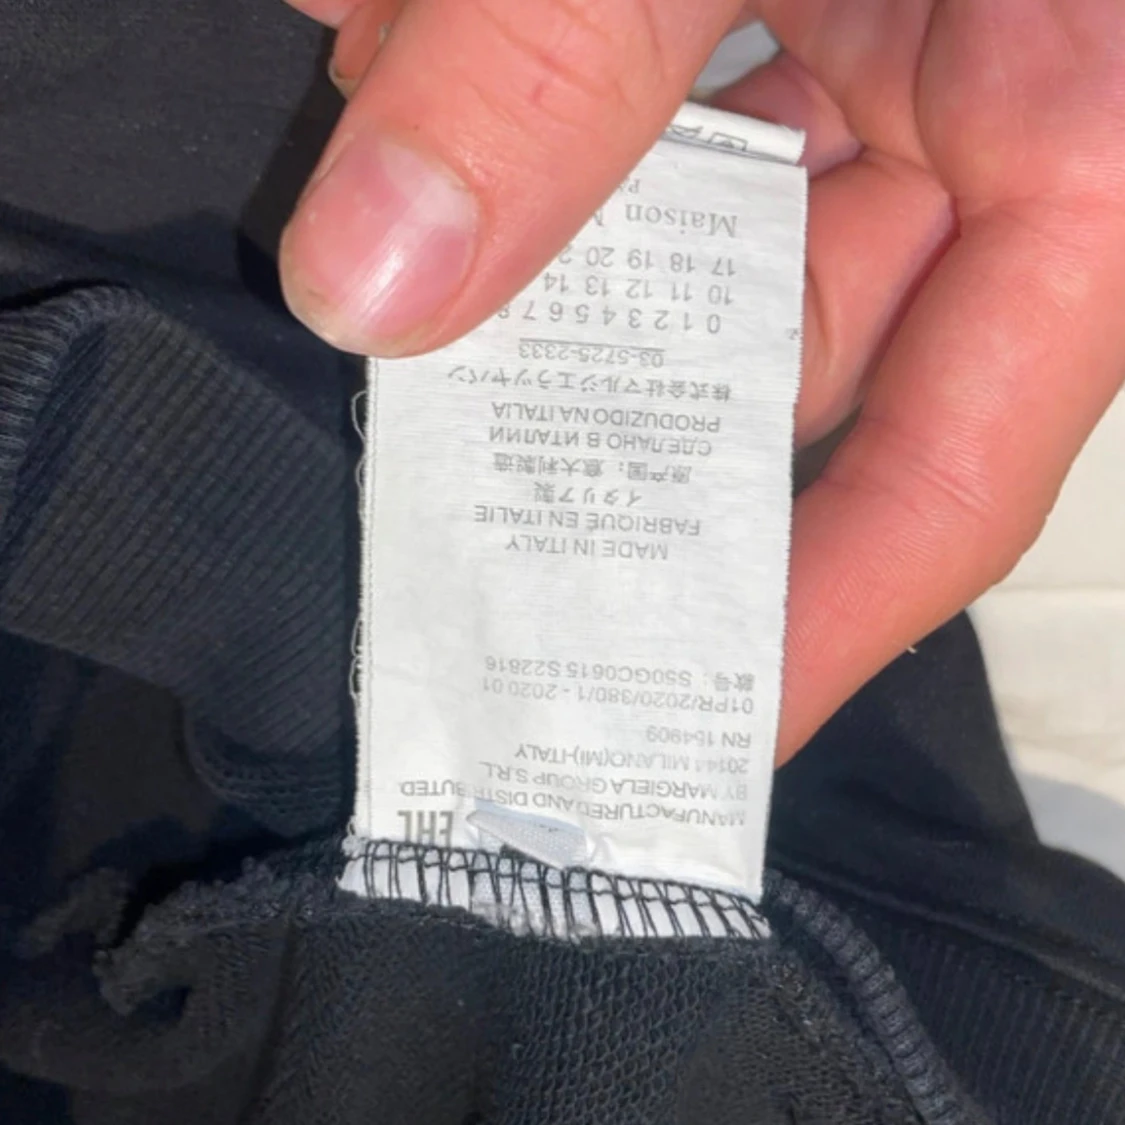 Maison
17 18 19 20 2
10 11 12 13 14
0 1 2 3 4 5 6 7 8
03-5725-2333
株式会社マルジェラジャパン
PRODUZIDO NA ITALIA
СДЕЛАНО В ИТАЛИИ
原产国：意大利製造
イタリア製
FABRIQUÉ EN ITALIE
MADE IN ITALY
款号：S50GC0615 S22816
01PR/2020/380/1 - 2020 01
RN 154909
20144 MILANO(MI)-ITALY
BY MARGIELA GROUP S.R.L.
MANUFACTURED AND DISTRIBUTED
EHL